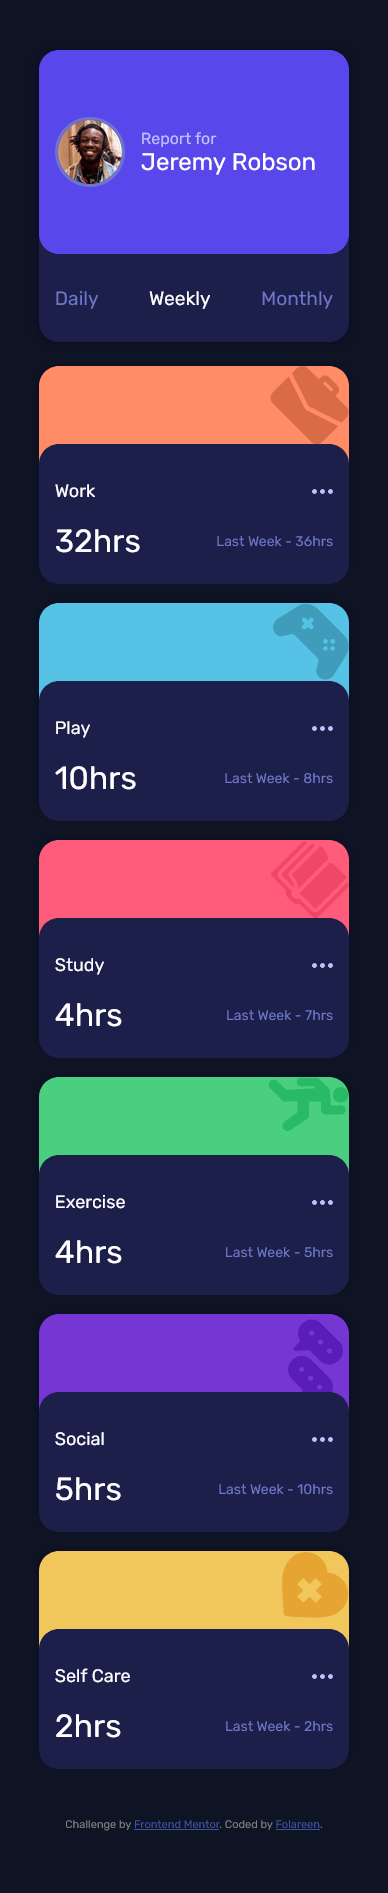 Report for
Jeremy Robson
Daily Weekly Monthly
Work
32hrs Last Week - 36hrs
Play
10hrs Last Week - 8hrs
Study
4hrs Last Week - 7hrs
Exercise
4hrs Last Week - 5hrs
Social
5hrs Last Week - 10hrs
Self Care
2hrs Last Week - 2hrs
Challenge by Frontend Mentor. Coded by Folareen.